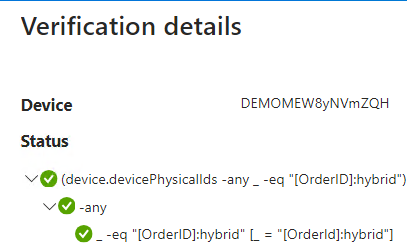 Verification details
Device DEMOMEW8yNVmZQH
Status
(device.devicePhysicalIds -any _ -eq "[OrderID]:hybrid")
-any
_ -eq "[OrderID]:hybrid" [_ = "[OrderId]:hybrid"]